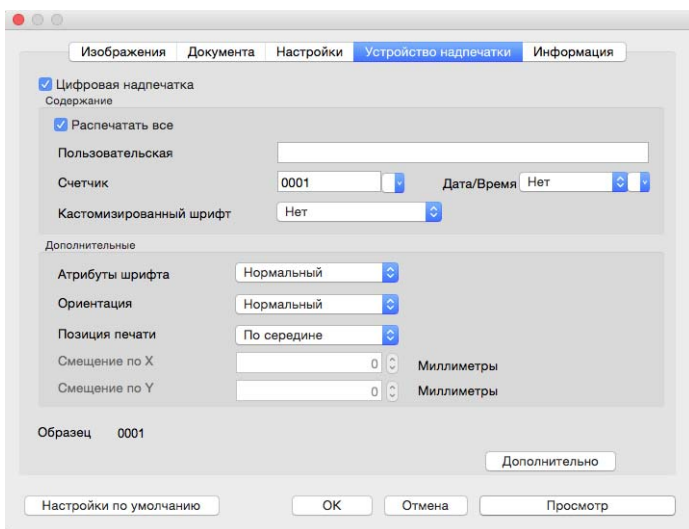 Изображения Документа Настройки Устройство надпечатки Информация
Цифровая надпечатка
Содержание
Распечатать все
Пользовательская
Счетчик 0001 Дата/Время Нет
Кастомизированный шрифт Нет
Дополнительные
Атрибуты шрифта Нормальный
Ориентация Нормальный
Позиция печати По середине
Смещение по X 0 Миллиметры
Смещение по Y 0 Миллиметры
Образец 0001
Дополнительно
Настройки по умолчанию OK Отмена Просмотр